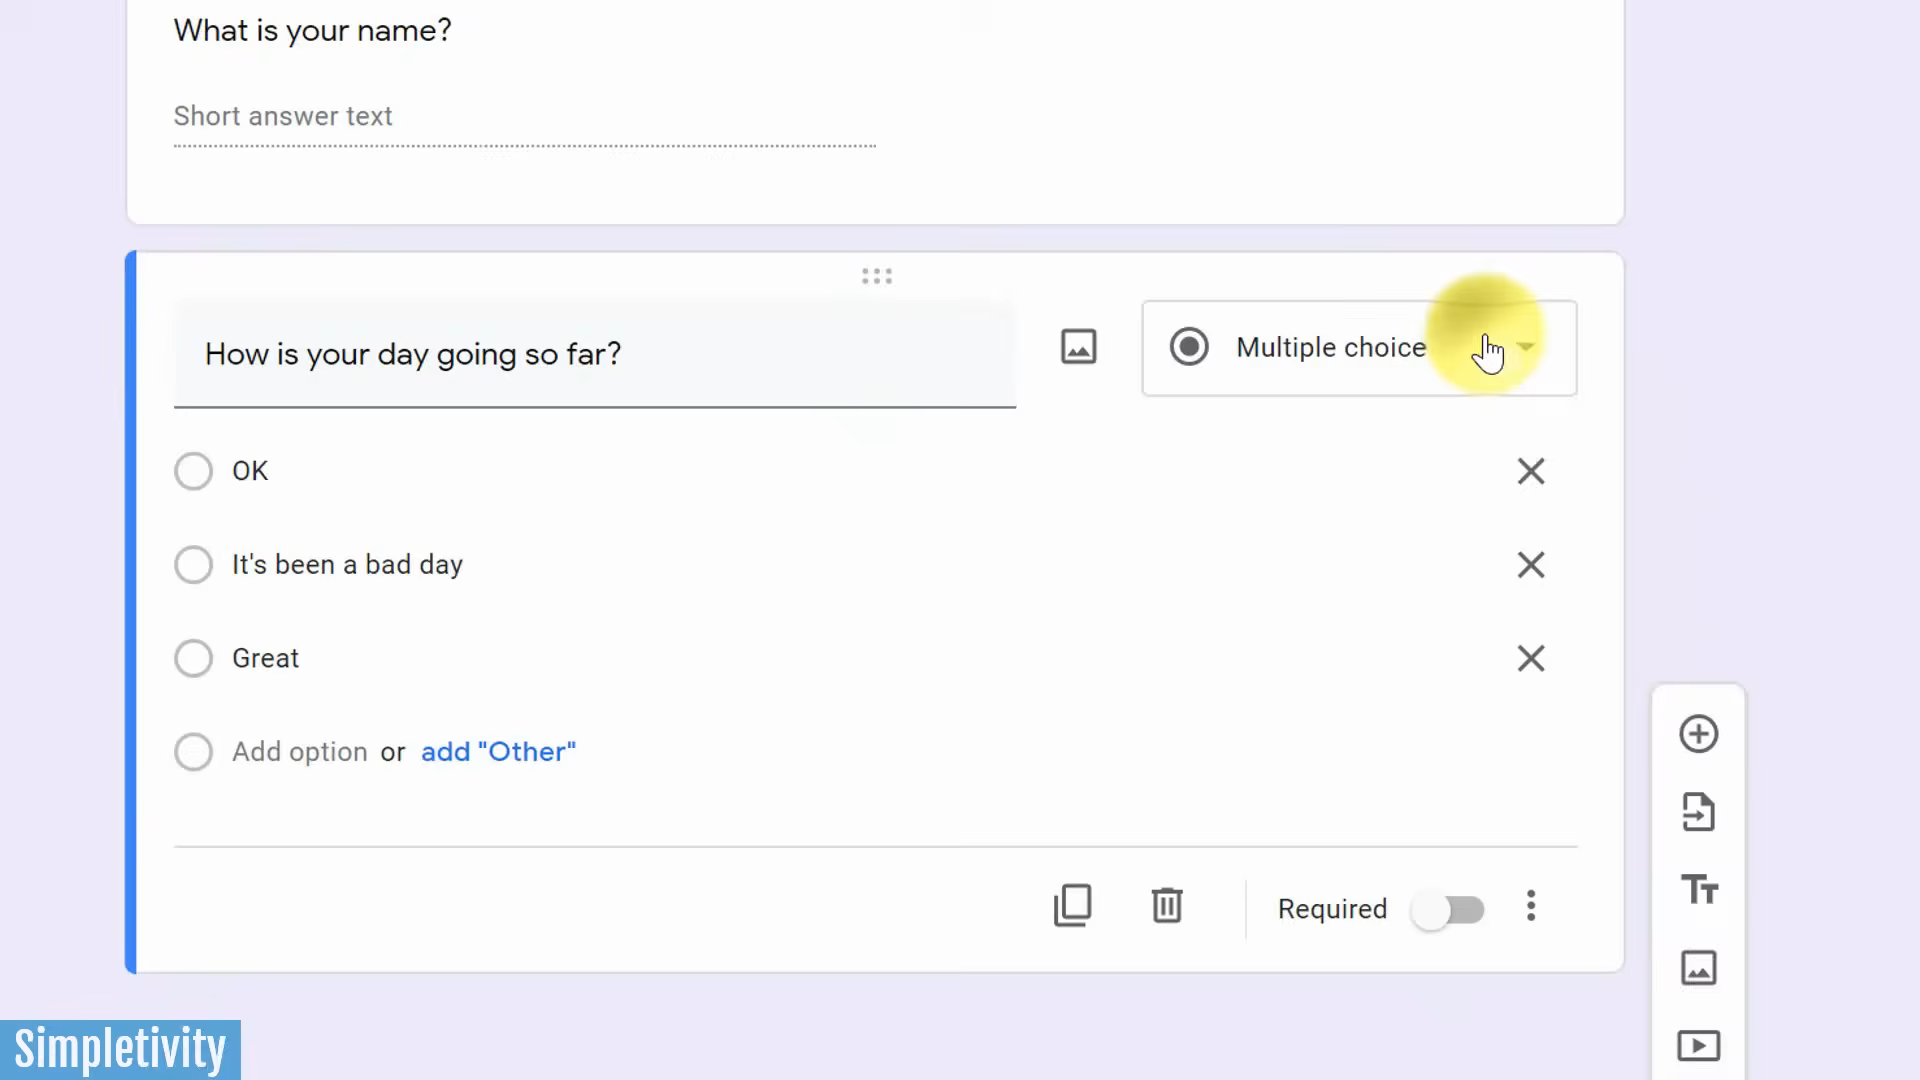 What is your name?
Short answer text
How is your day going so far?
Multiple choice
OK
It's been a bad day
Great
Add option or add "Other"
Required
Simpletivity